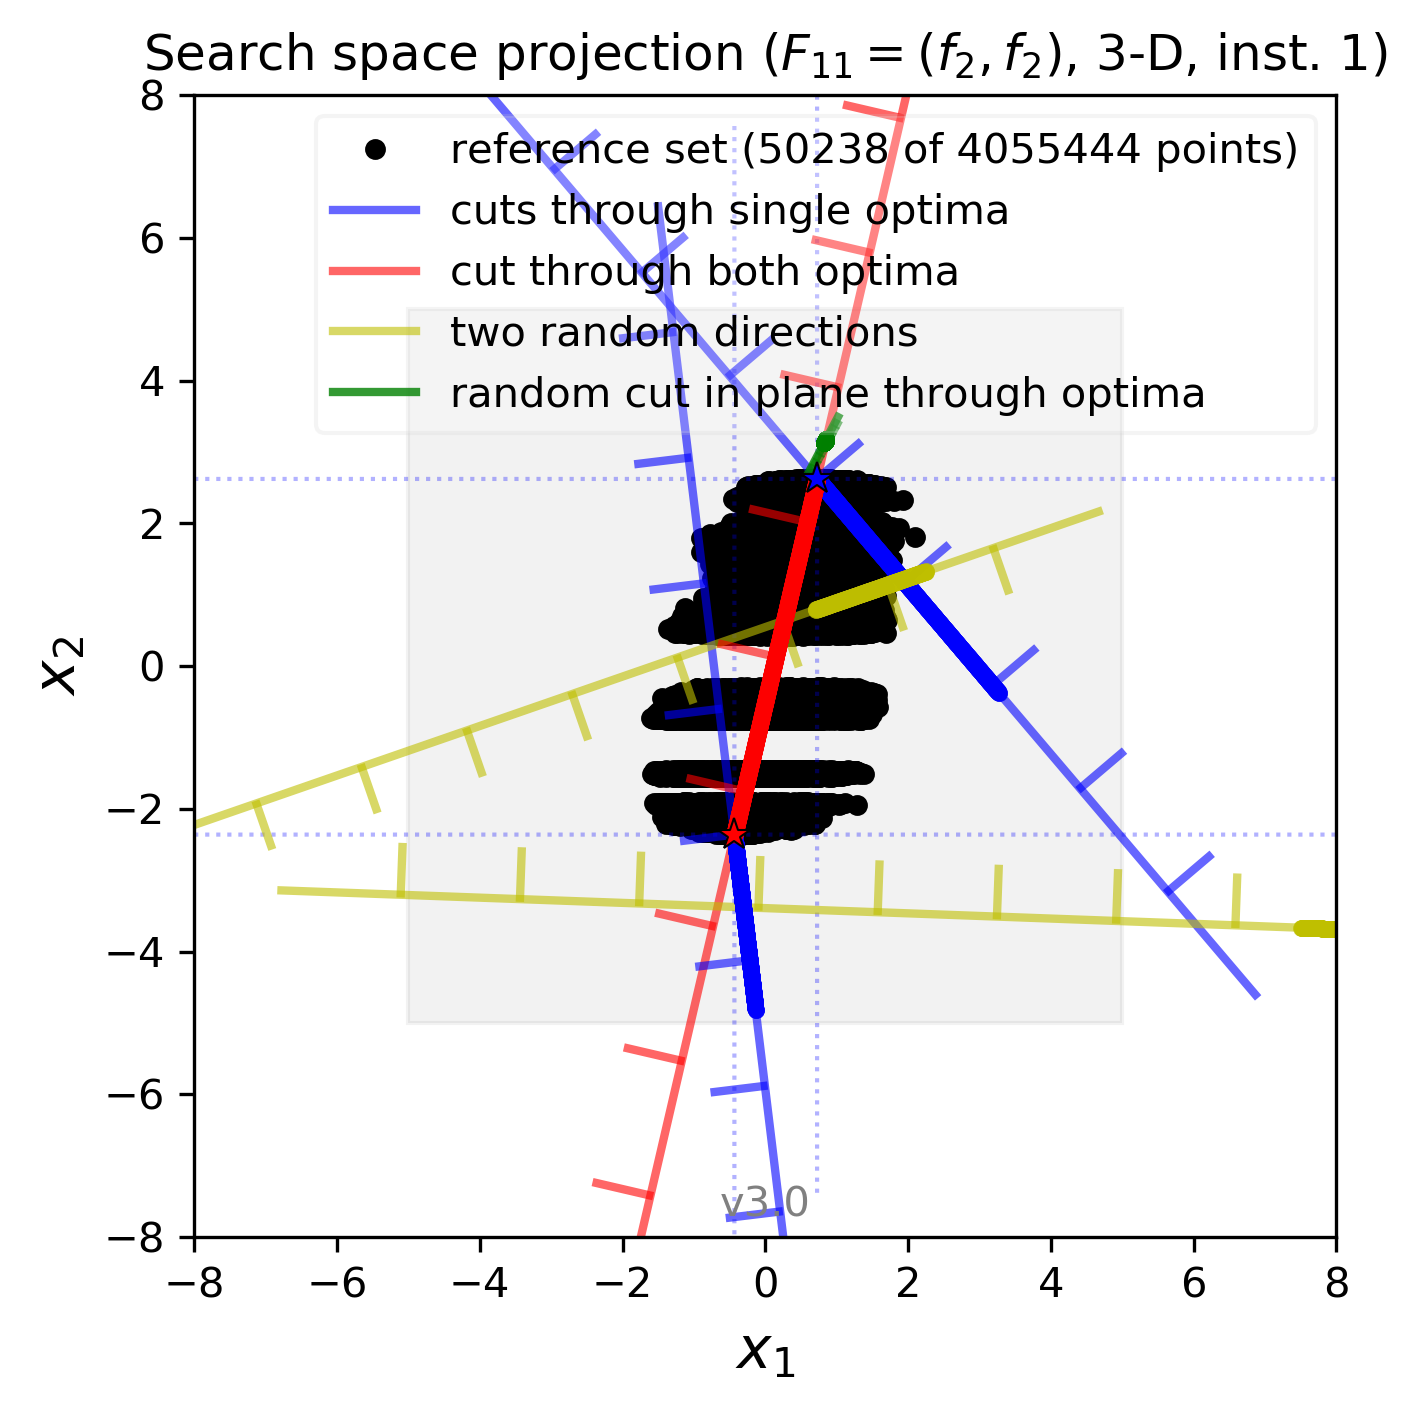 Search space projection (F11 = (f2, f2), 3-D, inst. 1)
reference set (50238 of 4055444 points)
cuts through single optima
cut through both optima
two random directions
random cut in plane through optima
8
6
4
2
0
−2
−4
−6
−8
x2
v3.0
−8 −6 −4 −2 0 2 4 6 8
x1